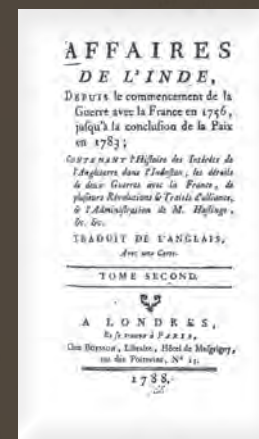 AFFAIRES
DE L'INDE,
DEPUIS le commencement de la
Guerre avec la France en 1756,
jusqu'à la conclusion de la Paix
en 1783;
CONTENANT l'Histoire des Intérêts de
l'Angleterre dans l'Indostan, les détails
de deux Guerres avec la France, de
plusieurs Révolutions & Traités d'alliance,
& l'Administration de M. Hastings,
&c. &c.
TRADUIT DE L'ANGLAIS,
Avec une Carte.
TOME SECOND.
A LONDRES,
Et se trouve à PARIS,
Chez BUISSON, Libraire, Hôtel de
rue des Poitevins, N° 13.
1788.